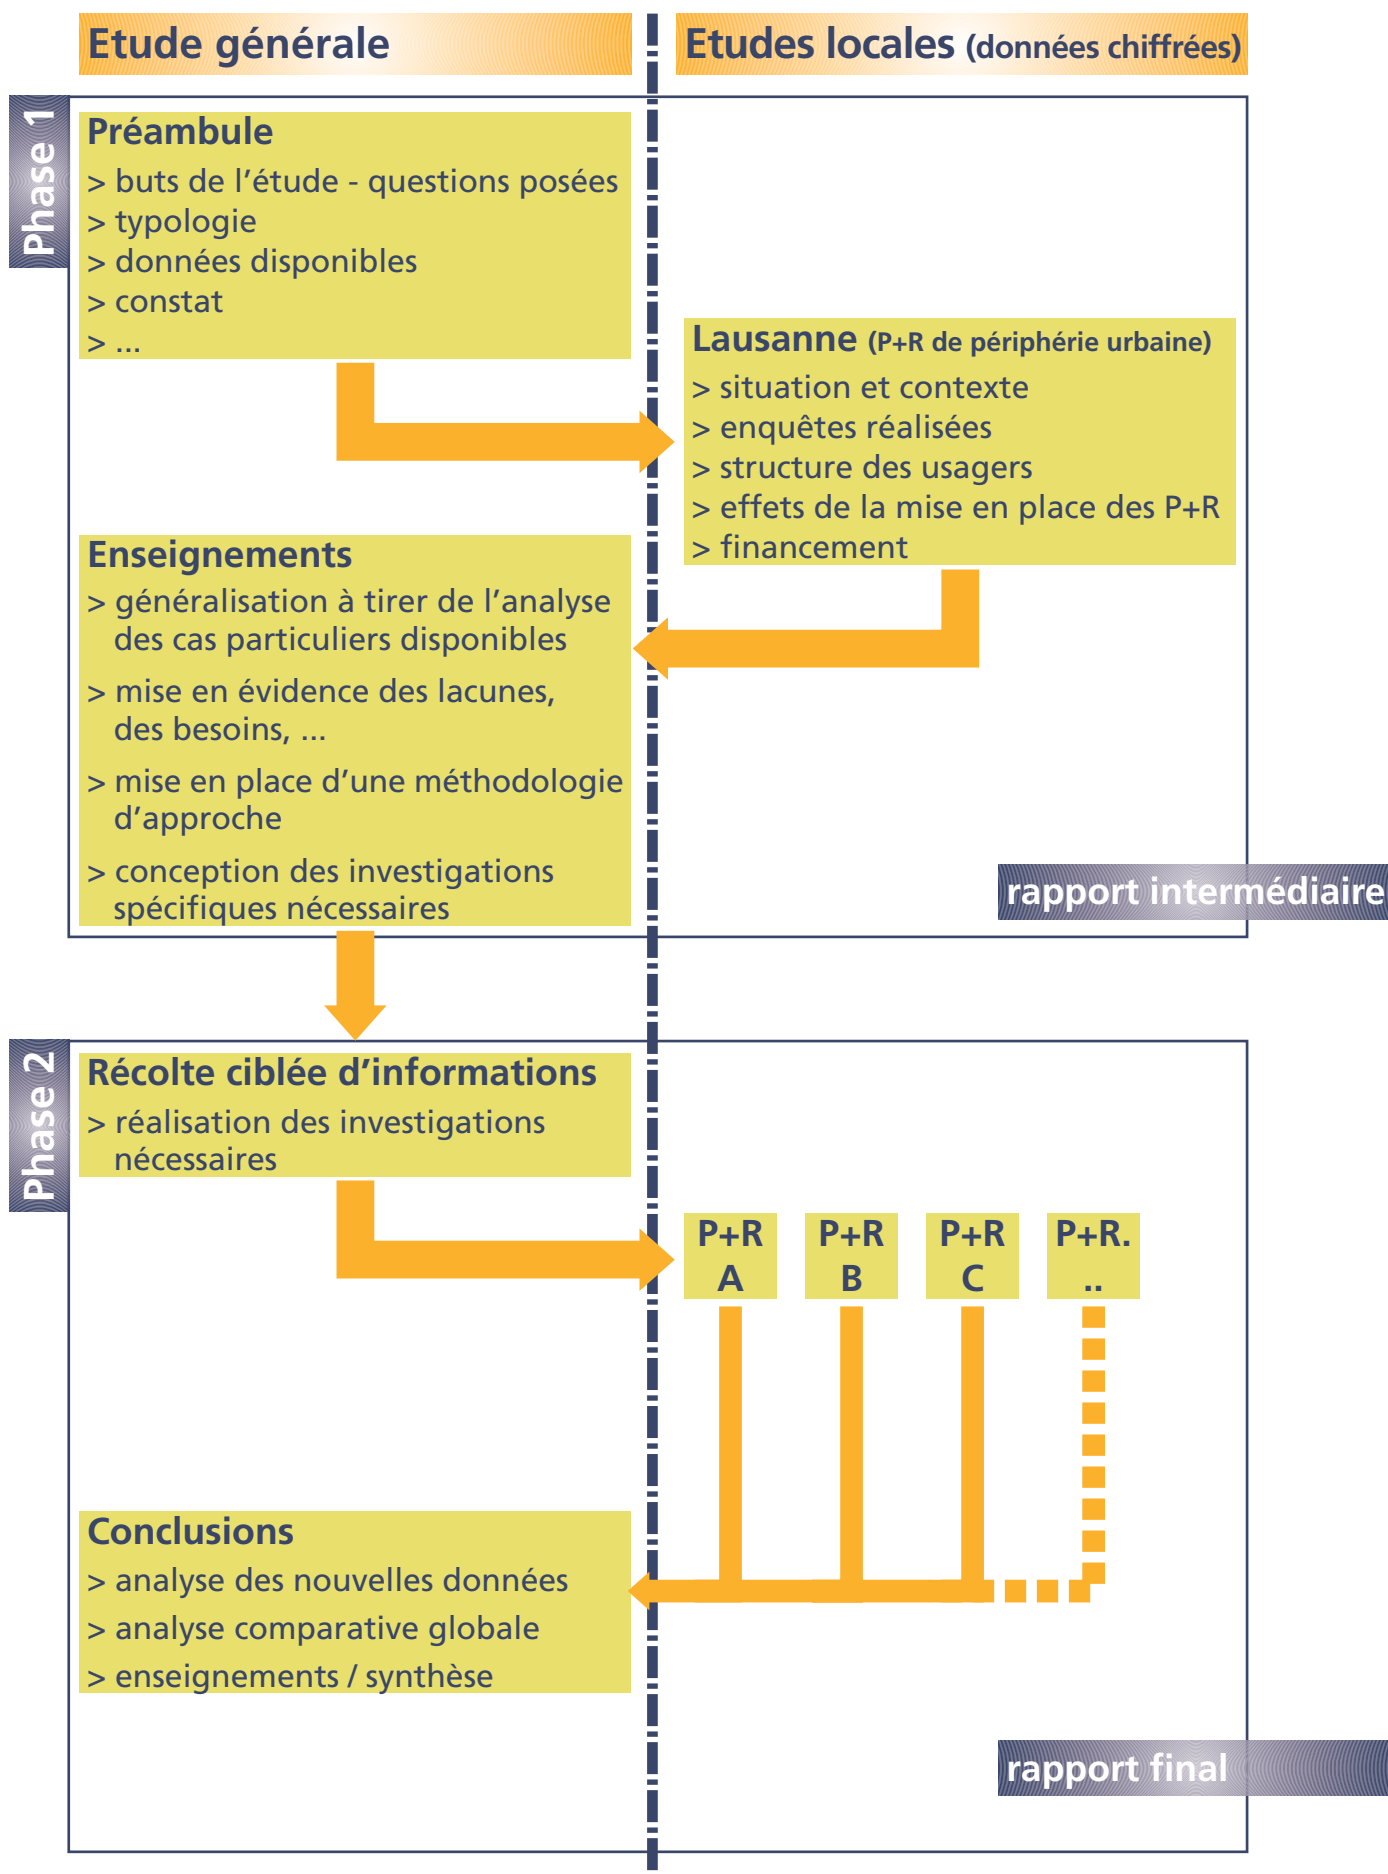 Etude générale
Etudes locales (données chiffrées)
Phase 1
Préambule
> buts de l’étude - questions posées
> typologie
> données disponibles
> constat
> ...
Lausanne (P+R de périphérie urbaine)
> situation et contexte
> enquêtes réalisées
> structure des usagers
> effets de la mise en place des P+R
> financement
Enseignements
> généralisation à tirer de l’analyse
des cas particuliers disponibles
> mise en évidence des lacunes,
des besoins, ...
> mise en place d’une méthodologie
d’approche
> conception des investigations
spécifiques nécessaires
rapport intermédiaire
Phase 2
Récolte ciblée d’informations
> réalisation des investigations
nécessaires
P+R
A
P+R
B
P+R
C
P+R.
..
Conclusions
> analyse des nouvelles données
> analyse comparative globale
> enseignements / synthèse
rapport final